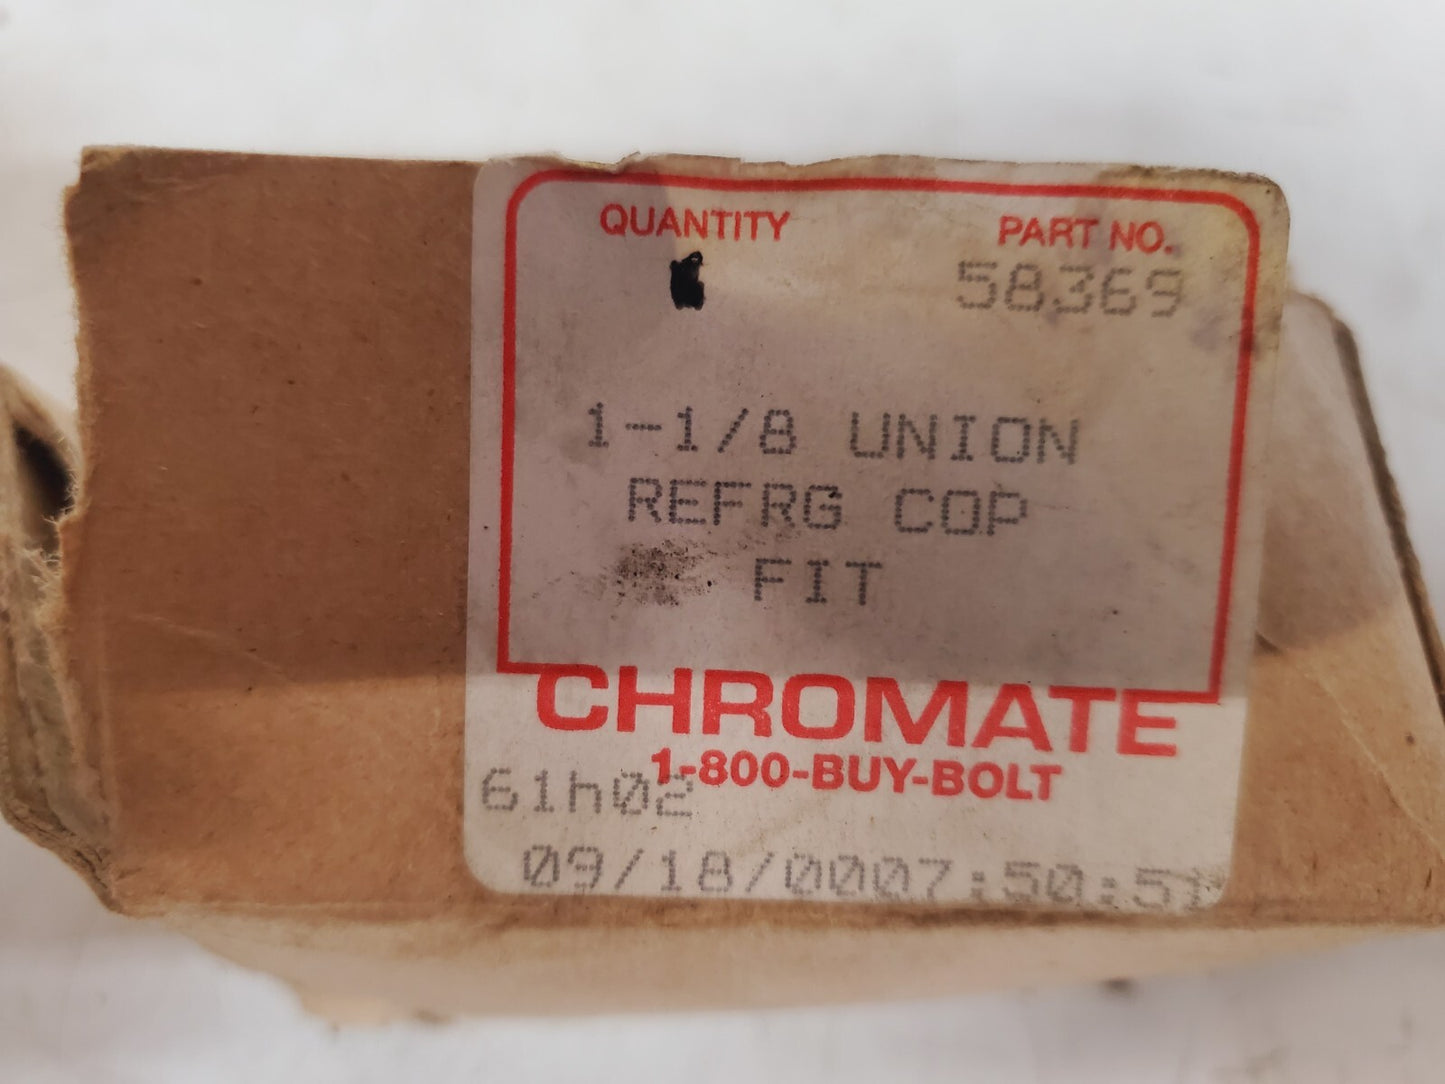 QUANTITY PART NO.
58369
1-1/8 UNION
REFRG COP
FIT
CHROMATE
1-800-BUY-BOLT
61h02
09/18/0007:50:51